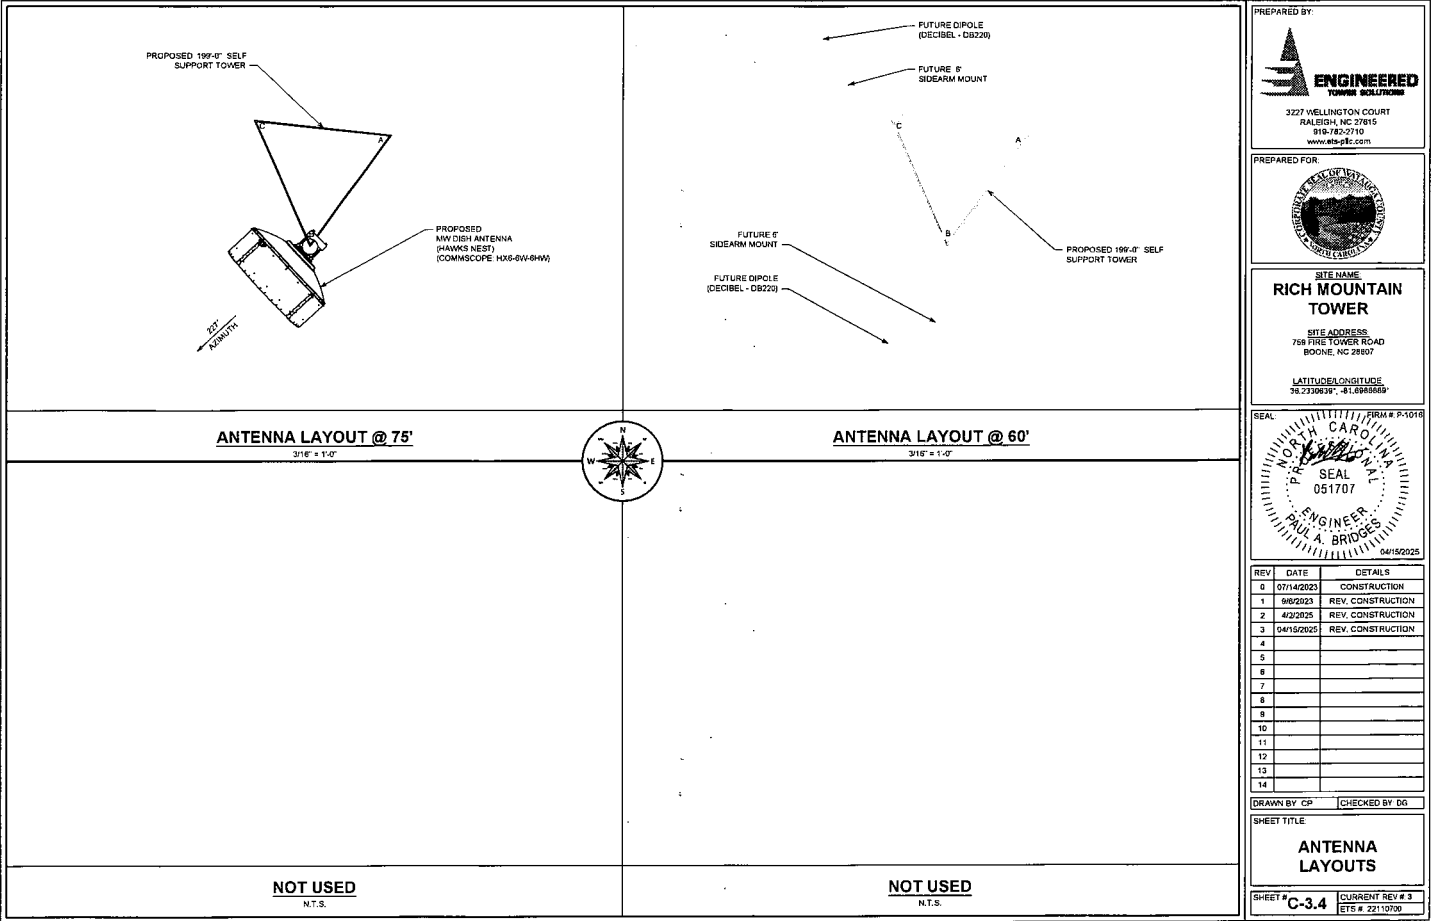 PROPOSED 199'-0" SELF
SUPPORT TOWER
C
A
B
PROPOSED
MW DISH ANTENNA
(HAWKS NEST)
(COMMSCOPE: HX6-6W-6HW)
227°
AZIMUTH
ANTENNA LAYOUT @ 75'
3/16" = 1'-0"
FUTURE DIPOLE
(DECIBEL - DB220)
FUTURE 6'
SIDEARM MOUNT
C
A
B
FUTURE 6'
SIDEARM MOUNT
FUTURE DIPOLE
(DECIBEL - DB220)
PROPOSED 199'-0" SELF
SUPPORT TOWER
ANTENNA LAYOUT @ 60'
3/16" = 1'-0"
N
W E
S
NOT USED
N.T.S.
NOT USED
N.T.S.
PREPARED BY:
ENGINEERED
TOWER SOLUTIONS
3227 WELLINGTON COURT
RALEIGH, NC 27615
919-782-2710
www.ets-pllc.com
PREPARED FOR:
CORPORATE SEAL OF WATAUGA COUNTY
NORTH CAROLINA
SITE NAME:
RICH MOUNTAIN
TOWER
SITE ADDRESS:
759 FIRE TOWER ROAD
BOONE, NC 28607
LATITUDE/LONGITUDE
SEAL:
FIRM #: P-1016
NORTH CAROLINA
PROFESSIONAL
SEAL
051707
ENGINEER
PAUL A. BRIDGES
04/15/2025
REV DATE DETAILS
0 07/14/2023 CONSTRUCTION
1 9/6/2023 REV. CONSTRUCTION
2 4/2/2025 REV. CONSTRUCTION
3 04/15/2025 REV. CONSTRUCTION
4
5
6
7
8
9
10
11
12
13
14
DRAWN BY: CP CHECKED BY: DG
SHEET TITLE:
ANTENNA
LAYOUTS
SHEET # C-3.4
CURRENT REV #: 3
ETS #: 22110700